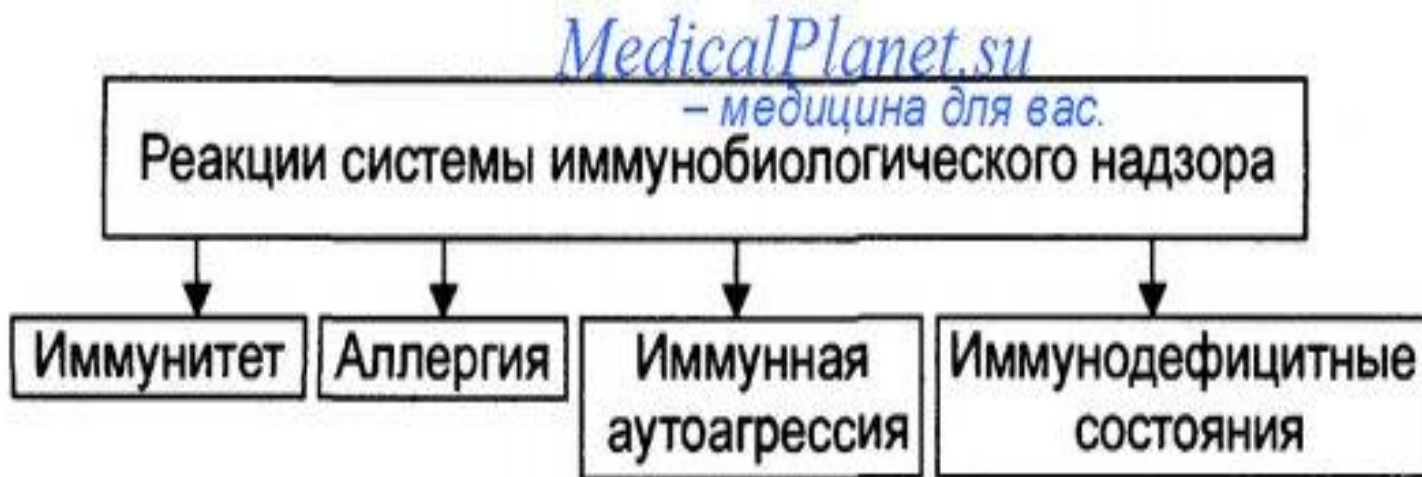 MedicalPlanet.su
– медицина для вас.
Реакции системы иммунобиологического надзора
Иммунитет
Аллергия
Иммунная
аутоагрессия
Иммунодефицитные
состояния